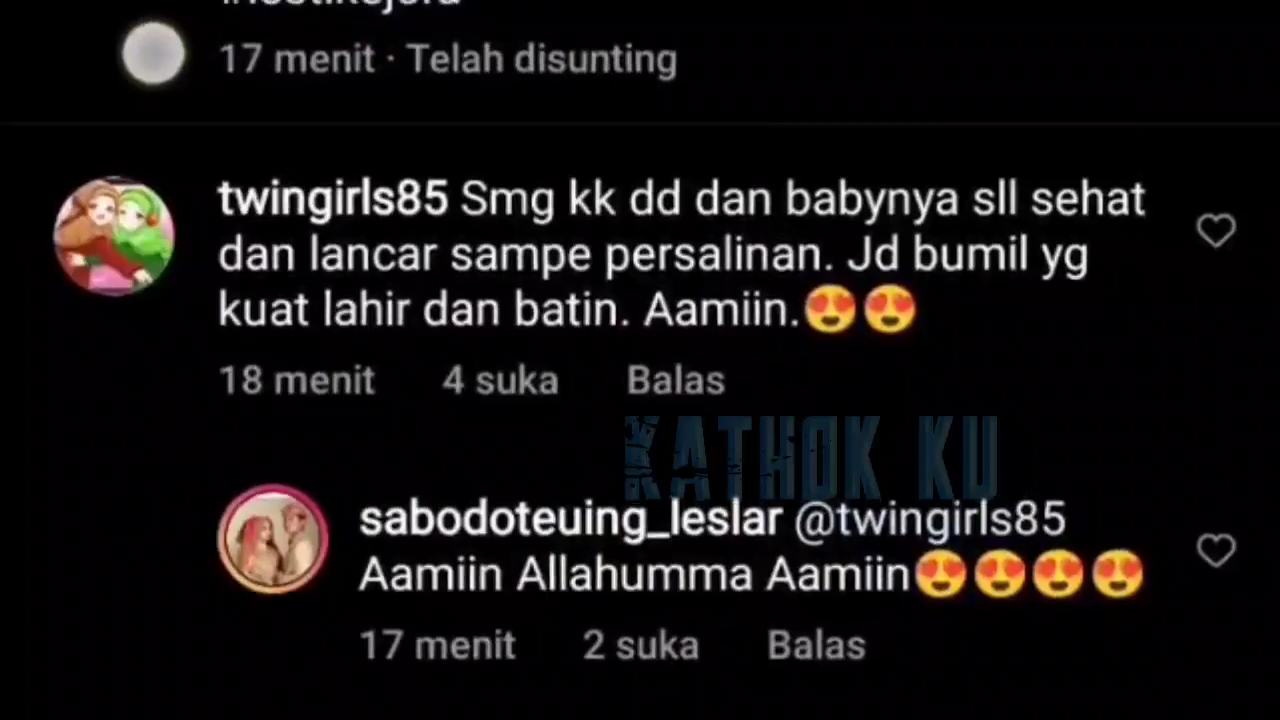 17 menit · Telah disunting
twingirls85 Smg kk dd dan babynya sll sehat
dan lancar sampe persalinan. Jd bumil yg
kuat lahir dan batin. Aamiin.😍😍
18 menit 4 suka Balas
KATHOK KU
sabodoteuing_leslar @twingirls85
Aamiin Allahumma Aamiin😍😍😍😍
17 menit 2 suka Balas